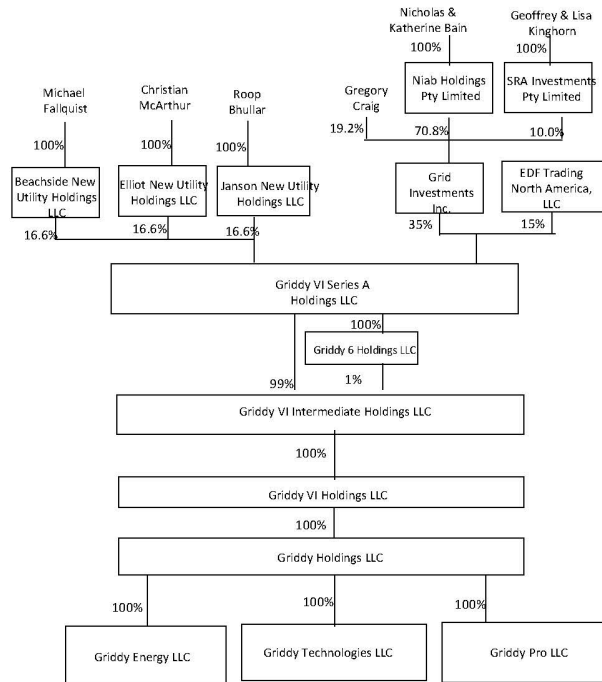 Nicholas &
Katherine Bain
Geoffrey & Lisa
Kinghorn
100%
100%
Michael
Fallquist
Christian
McArthur
Roop
Bhullar
Gregory
Craig
Niab Holdings
Pty Limited
SRA Investments
Pty Limited
19.2%
70.8%
10.0%
100%
100%
100%
Beachside New
Utility Holdings
LLC
Elliot New Utility
Holdings LLC
Janson New Utility
Holdings LLC
Grid
Investments
Inc.
EDF Trading
North America,
LLC
16.6%
16.6%
16.6%
35%
15%
Griddy VI Series A
Holdings LLC
100%
Griddy 6 Holdings LLC
99%
1%
Griddy VI Intermediate Holdings LLC
100%
Griddy VI Holdings LLC
100%
Griddy Holdings LLC
100%
100%
100%
Griddy Energy LLC
Griddy Technologies LLC
Griddy Pro LLC